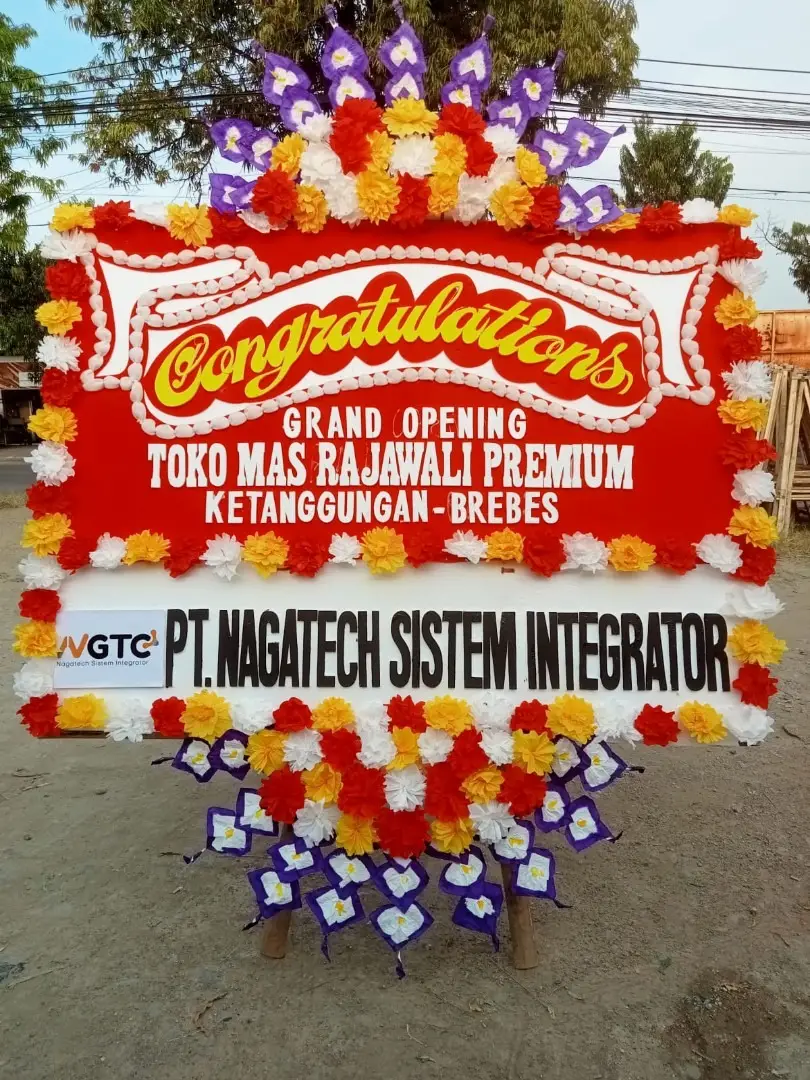 Congratulations
GRAND OPENING
TOKO MAS RAJAWALI PREMIUM
KETANGGUNGAN-BREBES
NGTC
Nagatech Sistem Integrator
PT. NAGATECH SISTEM INTEGRATOR